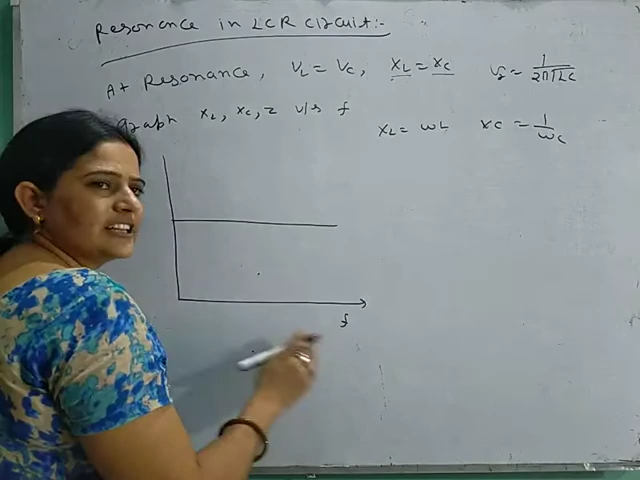 Resonance in LCR Circuit:-
At Resonance, VL = VC, XL = XC νr = 1/2π√LC
Graph XL, XC, Z v/s f
XL = ωL XC = 1/ωC
f